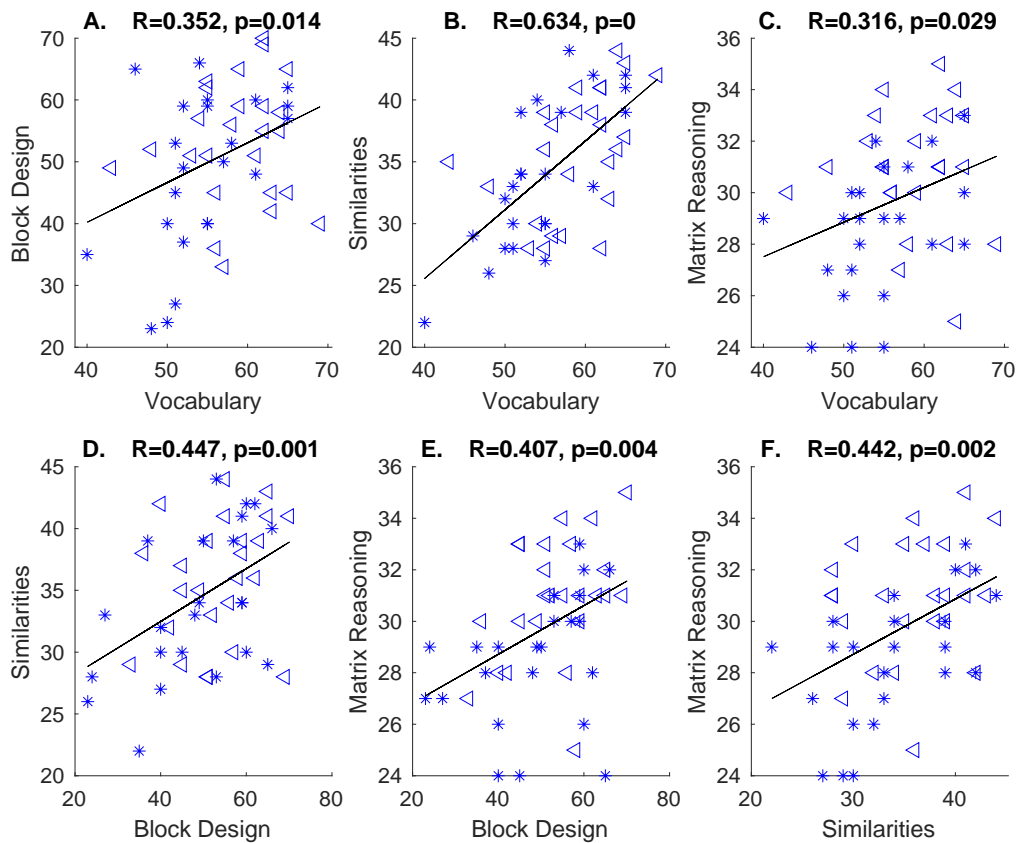 A. R=0.352, p=0.014
70
60
50
40
30
20
Block Design
40 50 60 70
Vocabulary
B. R=0.634, p=0
45
40
35
30
25
20
Similarities
40 50 60 70
Vocabulary
C. R=0.316, p=0.029
36
34
32
30
28
26
24
Matrix Reasoning
40 50 60 70
Vocabulary
D. R=0.447, p=0.001
45
40
35
30
25
20
Similarities
20 40 60 80
Block Design
E. R=0.407, p=0.004
36
34
32
30
28
26
24
Matrix Reasoning
20 40 60 80
Block Design
F. R=0.442, p=0.002
36
34
32
30
28
26
24
Matrix Reasoning
20 30 40
Similarities